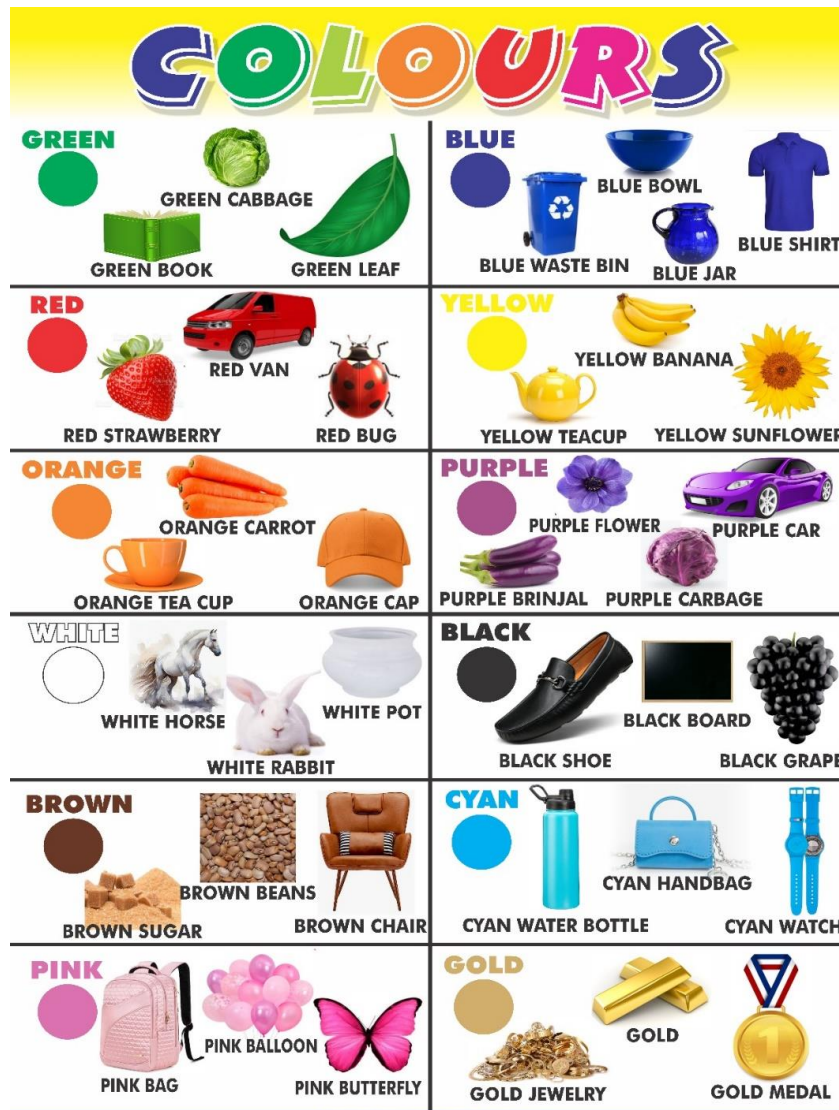 COLOURS
GREEN
GREEN CABBAGE
GREEN BOOK
GREEN LEAF
BLUE
BLUE BOWL
BLUE WASTE BIN
BLUE JAR
BLUE SHIRT
RED
RED VAN
RED STRAWBERRY
RED BUG
YELLOW
YELLOW BANANA
YELLOW TEACUP
YELLOW SUNFLOWER
ORANGE
ORANGE CARROT
ORANGE TEA CUP
ORANGE CAP
PURPLE
PURPLE FLOWER
PURPLE CAR
PURPLE BRINJAL
PURPLE CARBAGE
WHITE
WHITE HORSE
WHITE POT
WHITE RABBIT
BLACK
BLACK BOARD
BLACK SHOE
BLACK GRAPE
BROWN
BROWN BEANS
BROWN SUGAR
BROWN CHAIR
CYAN
CYAN HANDBAG
CYAN WATER BOTTLE
CYAN WATCH
PINK
PINK BALLOON
PINK BAG
PINK BUTTERFLY
GOLD
GOLD
GOLD JEWELRY
GOLD MEDAL
1